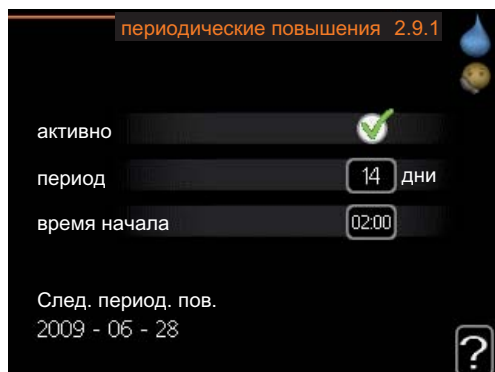 периодические повышения 2.9.1
активно
период 14 дни
время начала 02:00
След. период. пов.
2009 - 06 - 28
?